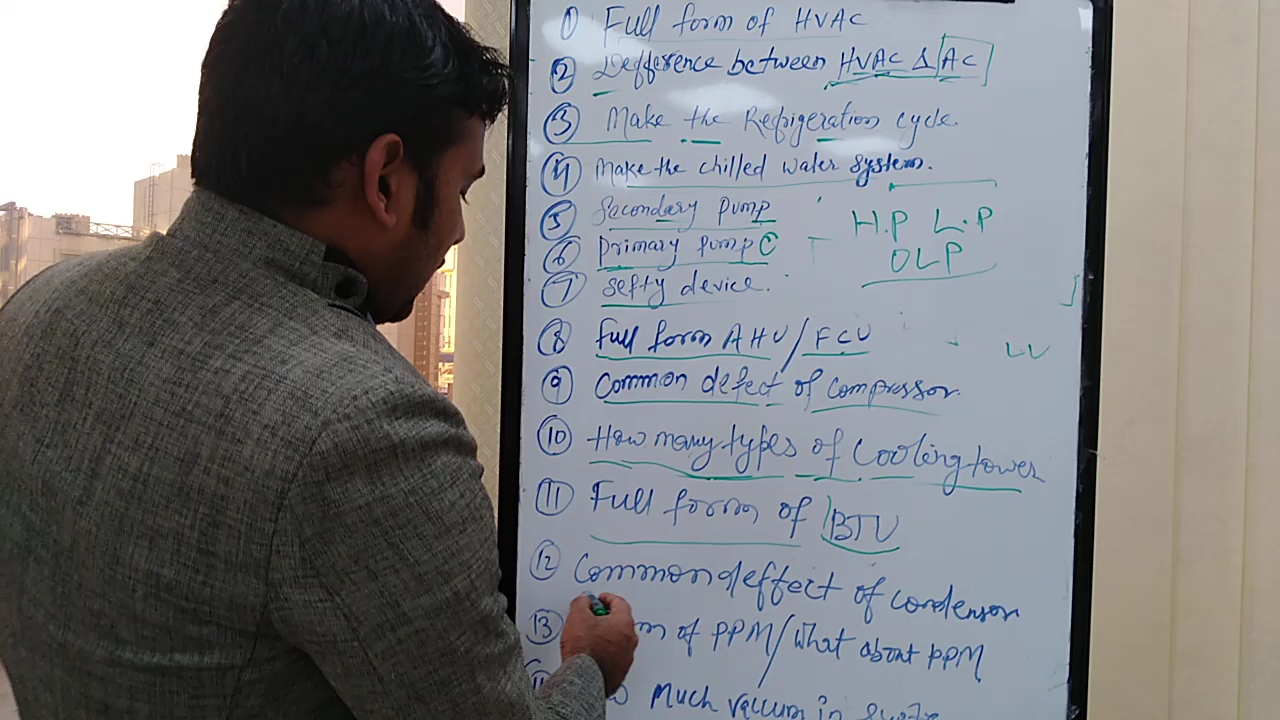 ① Full form of HVAC
② Defference between HVAC & AC
③ Make the Refrigeration cycle.
④ Make the chilled water system.
⑤ Secondary pump
H.P L.P
⑥ Primary pump C
OLP
⑦ Sefty device.
⑧ Full form AHU/FCU
⑨ Common defect of compressor.
⑩ How many types of cooling tower
⑪ Full form of BTU
⑫ Common deffect of condensor
⑬ of PPM/What about PPM
Much vaccum in